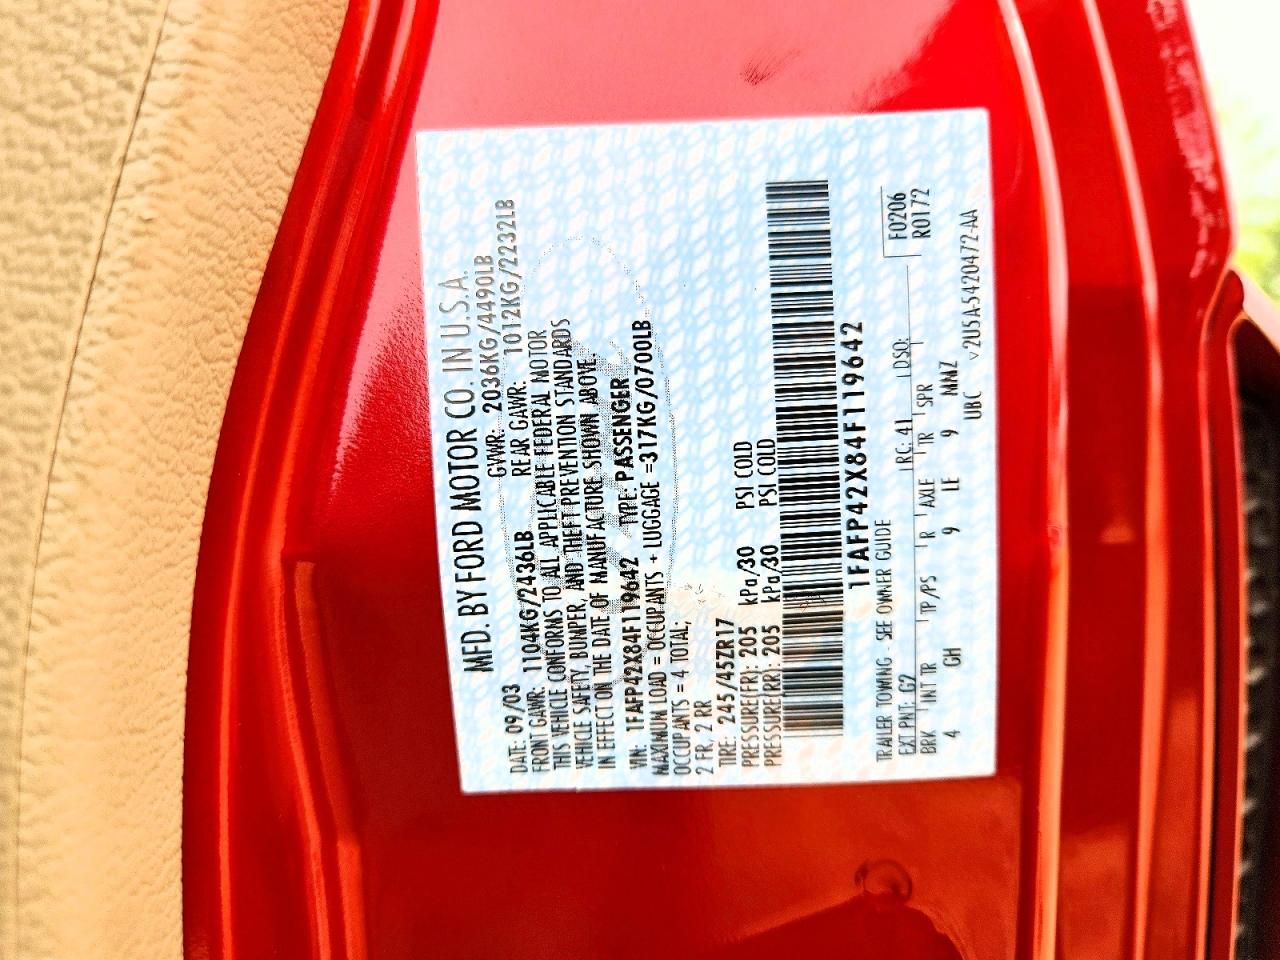 MFD. BY FORD MOTOR CO. IN U.S.A.
DATE: 09/03 GVWR: 2036KG/4490LB
FRONT GAWR: 1104KG/2436LB REAR GAWR: 1012KG/2232LB
THIS VEHICLE CONFORMS TO ALL APPLICABLE FEDERAL MOTOR
VEHICLE SAFETY, BUMPER, AND THEFT PREVENTION STANDARDS
IN EFFECT ON THE DATE OF MANUFACTURE SHOWN ABOVE.
VIN: 1FAFP42X84F119642 TYPE: PASSENGER
MAXIMUM LOAD = OCCUPANTS + LUGGAGE =317KG/0700LB
OCCUPANTS = 4 TOTAL;
2 FR, 2 RR
TIRE: 245/45ZR17
PRESSURE(FR): 205 kPa/30 PSI COLD
PRESSURE(RR): 205 kPa/30 PSI COLD
1FAFP42X84F119642
TRAILER TOWING - SEE OWNER GUIDE
F0206
EXT PNT: G2 RC: 41 DSO:
R0172
BRK INT TR TP/PS R AXLE TR SPR
4 GH 9 LE 9 MMZ
UBC v2U5A-5420472-AA